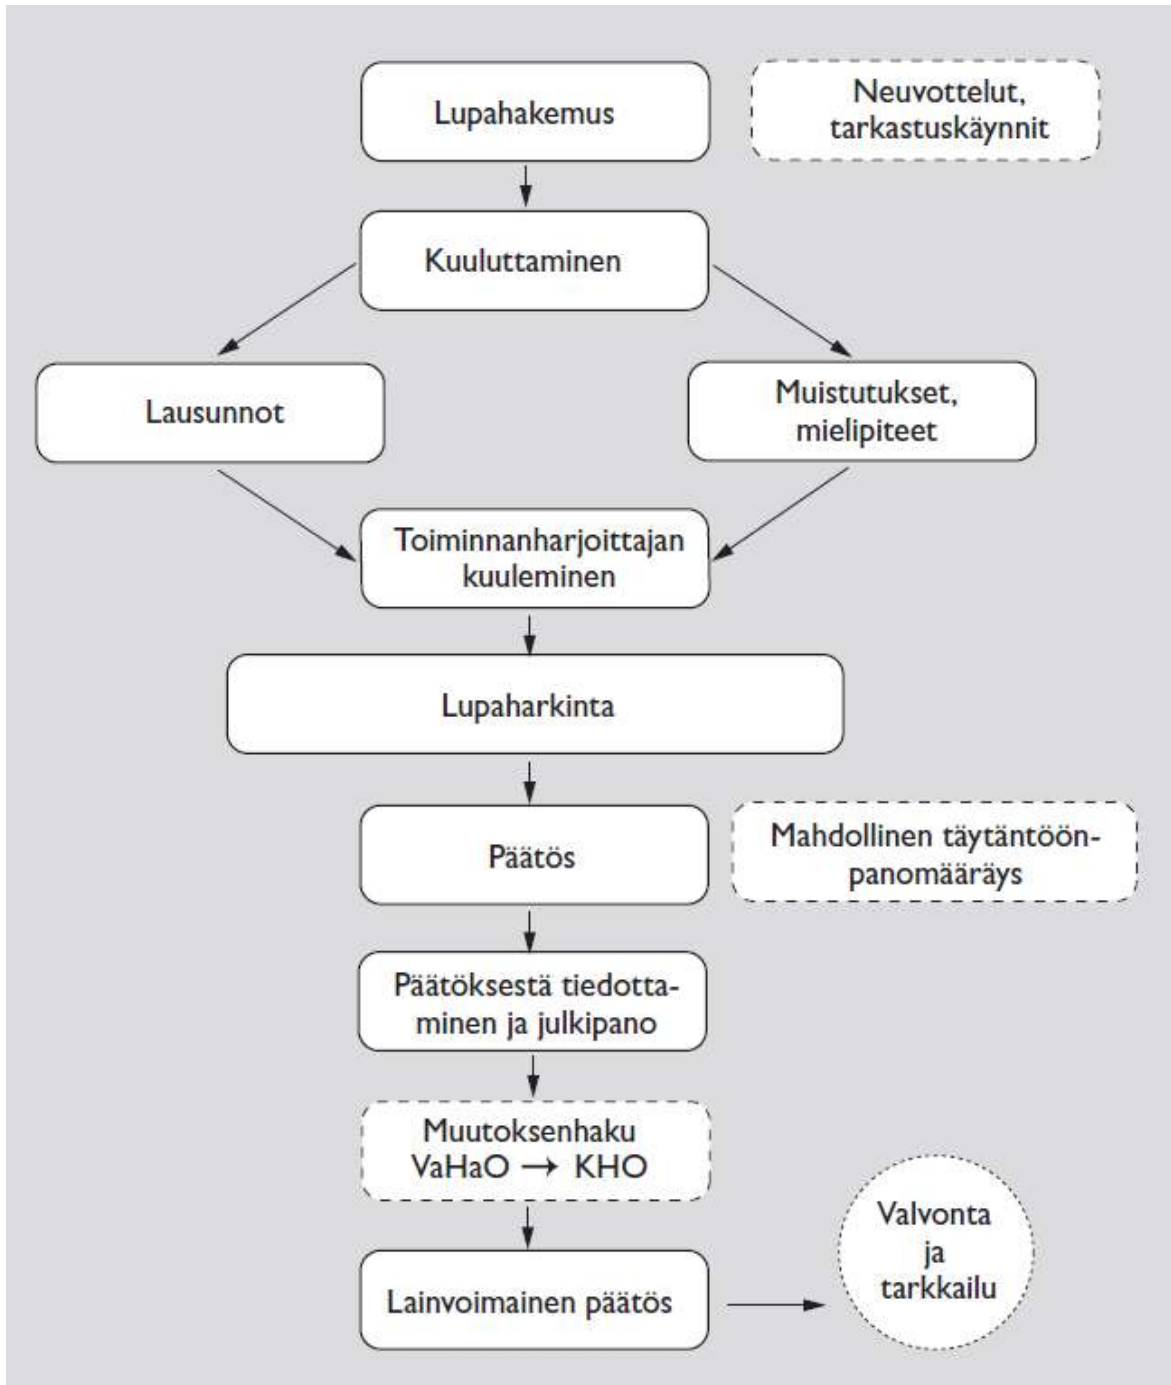 Lupahakemus
Neuvottelut,
tarkastuskäynnit
Kuuluttaminen
Lausunnot
Muistutukset,
mielipiteet
Toiminnanharjoittajan
kuuleminen
Lupaharkinta
Päätös
Mahdollinen täytäntöön-
panomääräys
Päätöksestä tiedotta-
minen ja julkipano
Muutoksenhaku
VaHaO → KHO
Lainvoimainen päätös
Valvonta
ja
tarkkailu